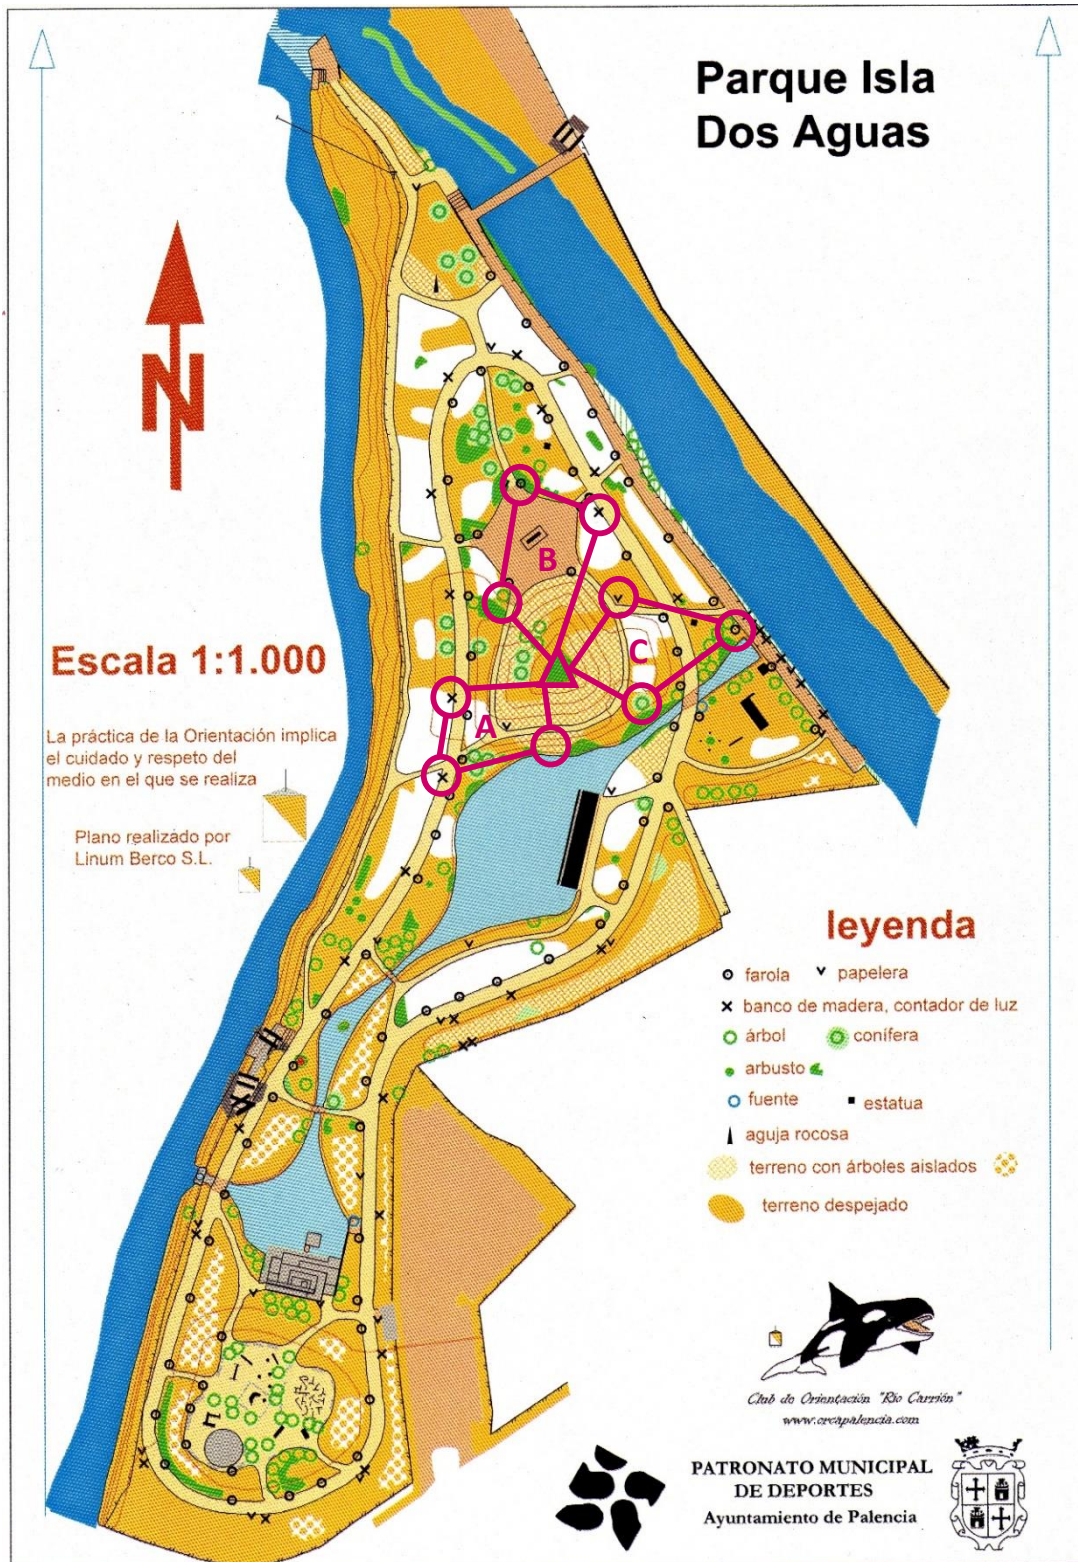 Parque Isla
Dos Aguas
N
B
C
A
Escala 1:1.000
La práctica de la Orientación implica
el cuidado y respeto del
medio en el que se realiza
Plano realizado por
Linum Berco S.L.
leyenda
farola papelera
banco de madera, contador de luz
árbol conífera
arbusto
fuente estatua
aguja rocosa
terreno con árboles aislados
terreno despejado
Club de Orientación "Río Carrión"
www.orcapalencia.com
PATRONATO MUNICIPAL
DE DEPORTES
Ayuntamiento de Palencia